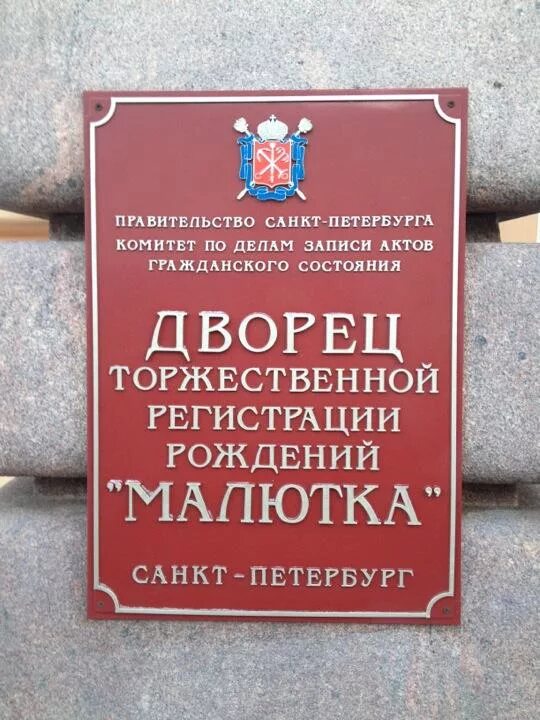 ПРАВИТЕЛЬСТВО САНКТ-ПЕТЕРБУРГА
КОМИТЕТ ПО ДЕЛАМ ЗАПИСИ АКТОВ
ГРАЖДАНСКОГО СОСТОЯНИЯ
ДВОРЕЦ
ТОРЖЕСТВЕННОЙ
РЕГИСТРАЦИИ
РОЖДЕНИЙ
"МАЛЮТКА"
САНКТ-ПЕТЕРБУРГ